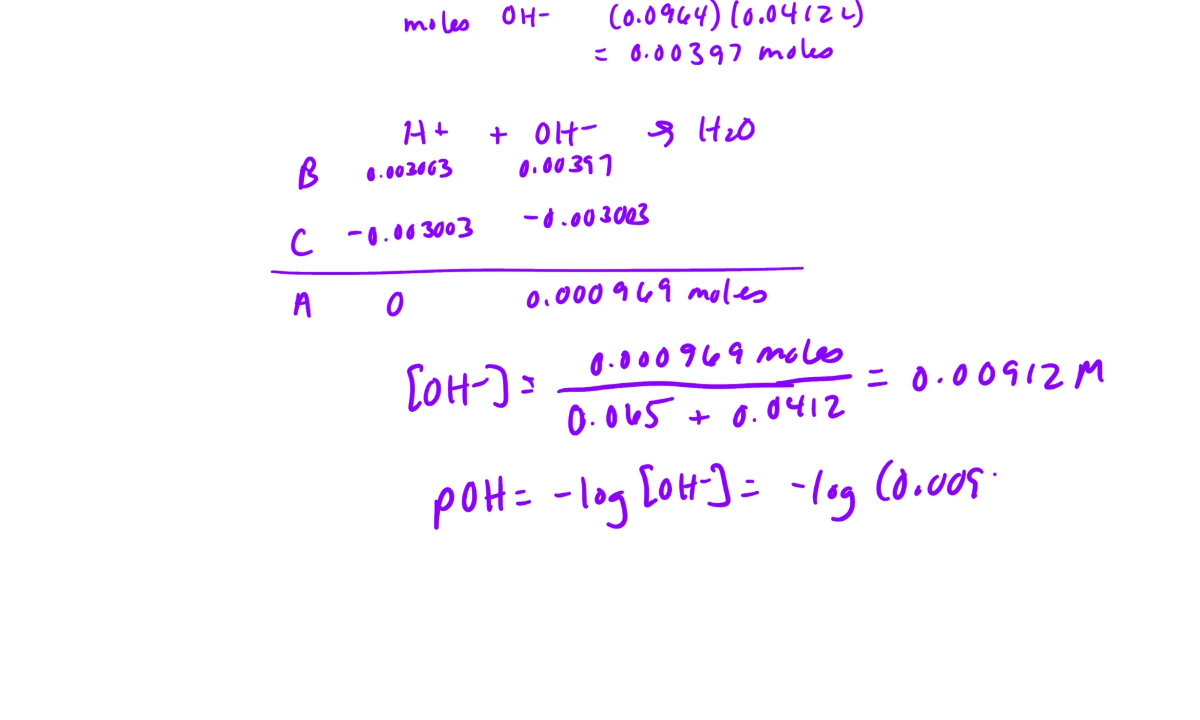 moles OH- (0.0964)(0.0412L)
= 0.00397 moles
H+ + OH- → H2O
B 0.003003 0.00397
C -0.003003 -0.003003
A 0 0.000969 moles
[OH-] = 0.000969 moles / 0.065 + 0.0412 = 0.00912 M
pOH = -log [OH-] = -log (0.009